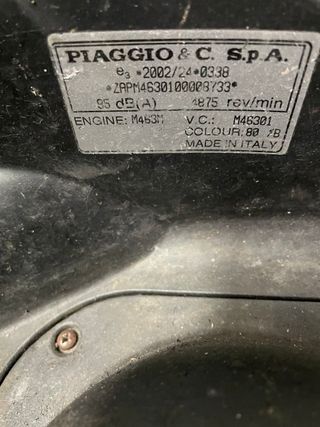 PIAGGIO & C. S.p.A.
e3 *2002/24*0338
*ZAPM4630100008733*
95 dB(A) 4875 rev/min
ENGINE: M463M V.C.: M46301
COLOUR: 80 /B
MADE IN ITALY